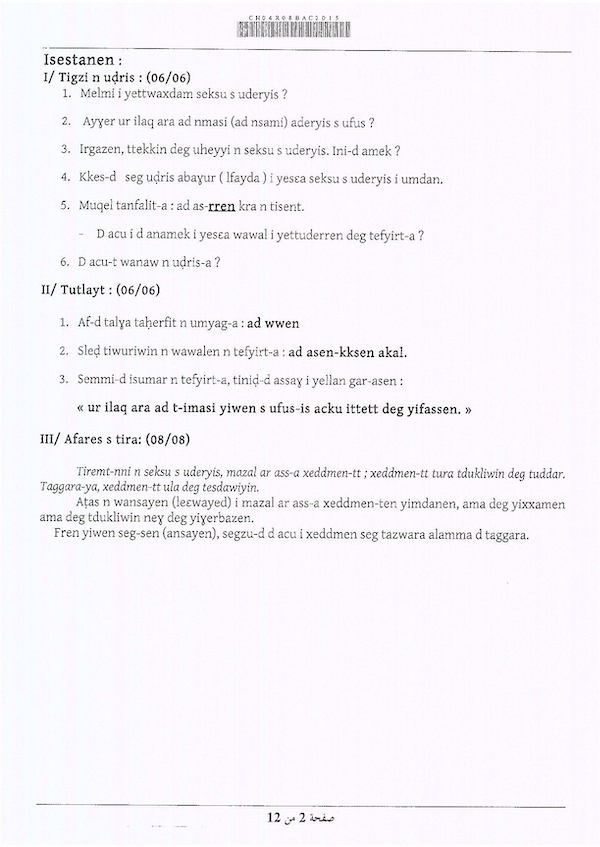 CN04R08BAC2015
Isestanen :
I/ Tigzi n uḍris : (06/06)
1. Melmi i yettwaxdam seksu s uderyis ?
2. Ayɣer ur ilaq ara ad nmasi (ad nsami) aderyis s ufus ?
3. Irgazen, ttekkin deg uheyyi n seksu s uderyis. Ini-d amek ?
4. Kkes-d seg uḍris abaɣur ( lfayda ) i yesɛa seksu s uderyis i umdan.
5. Muqel tanfalit-a : ad as-rren kra n tisent.
- D acu i d anamek i yesɛa wawal i yettuderren deg tefyirt-a ?
6. D acu-t wanaw n uḍris-a ?
II/ Tutlayt : (06/06)
1. Af-d talɣa taḥerfit n umyag-a : ad wwen
2. Sleḍ tiwuriwin n wawalen n tefyirt-a : ad asen-kksen akal.
3. Semmi-d isumar n tefyirt-a, tiniḍ-d assaɣ i yellan gar-asen :
« ur ilaq ara ad t-imasi yiwen s ufus-is acku ittett deg yifassen. »
III/ Afares s tira: (08/08)
Tiremt-nni n seksu s uderyis, mazal ar ass-a xeddmen-tt ; xeddmen-tt tura tdukliwin deg tuddar.
Taggara-ya, xeddmen-tt ula deg tesdawiyin.
Aṭas n wansayen (leɛwayed) i mazal ar ass-a xeddmen-ten yimdanen, ama deg yixxamen
ama deg tdukliwin neɣ deg yiɣerbazen.
Fren yiwen seg-sen (ansayen), segzu-d d acu i xeddmen seg tazwara alamma d taggara.
صفحة 2 من 12